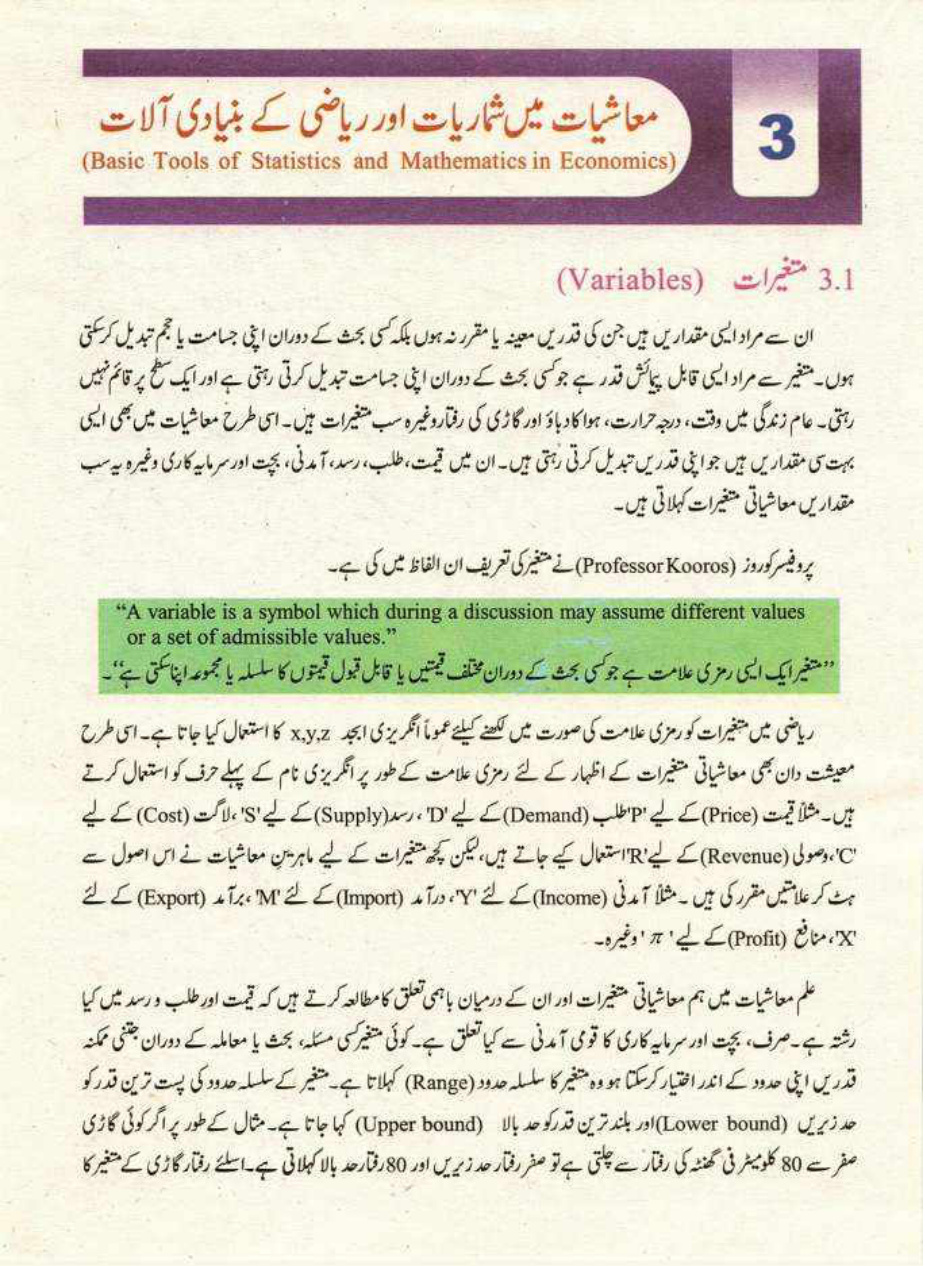 معاشیات میں شماریات اور ریاضی کے بنیادی آلات
(Basic Tools of Statistics and Mathematics in Economics)
3
3.1 متغیرات (Variables)
ان سے مراد ایسی مقداریں ہیں جن کی قدریں معینہ یا مقرر نہ ہوں بلکہ کسی بحث کے دوران اپنی جسامت یا حجم تبدیل کرسکتی
ہوں۔ متغیر سے مراد ایسی قابل پیمائش قدر ہے جو کسی بحث کے دوران اپنی جسامت تبدیل کرتی رہتی ہے اور ایک سطح پر قائم نہیں
رہتی۔ عام زندگی میں وقت، درجہ حرارت، ہوا کا دباؤ اور گاڑی کی رفتار وغیرہ سب متغیرات ہیں۔ اسی طرح معاشیات میں بھی ایسی
بہت سی مقداریں ہیں جو اپنی قدریں تبدیل کرتی رہتی ہیں۔ ان میں قیمت، طلب، رسد، آمدنی، بچت اور سرمایہ کاری وغیرہ یہ سب
مقداریں معاشیاتی متغیرات کہلاتی ہیں۔
پروفیسر کوروز (Professor Kooros) نے متغیر کی تعریف ان الفاظ میں کی ہے۔
“A variable is a symbol which during a discussion may assume different values
or a set of admissible values.”
’’متغیر ایک ایسی رمزی علامت ہے جو کسی بحث کے دوران مختلف قیمتیں یا قابل قبول قیمتوں کا سلسلہ یا مجموعہ اپنا سکتی ہے‘‘۔
ریاضی میں متغیرات کو رمزی علامت کی صورت میں لکھنے کیلئے عموماً انگریزی ابجد x,y,z کا استعمال کیا جاتا ہے۔ اسی طرح
معیشت دان بھی معاشیاتی متغیرات کے اظہار کے لئے رمزی علامت کے طور پر انگریزی نام کے پہلے حرف کو استعمال کرتے
ہیں۔ مثلاً قیمت (Price) کے لیے 'P' طلب (Demand) کے لیے 'D'، رسد (Supply) کے لیے 'S'، لاگت (Cost) کے لیے
'C'، وصولی (Revenue) کے لیے 'R' استعمال کیے جاتے ہیں، لیکن کچھ متغیرات کے لیے ماہرینِ معاشیات نے اس اصول سے
ہٹ کر علامتیں مقرر کی ہیں ۔ مثلاً آمدنی (Income) کے لئے 'Y'، درآمد (Import) کے لئے 'M'، برآمد (Export) کے لئے
'X'، منافع (Profit) کے لیے ' π ' وغیرہ۔
علم معاشیات میں ہم معاشیاتی متغیرات اور ان کے درمیان باہمی تعلق کا مطالعہ کرتے ہیں کہ قیمت اور طلب و رسد میں کیا
رشتہ ہے۔ صرف، بچت اور سرمایہ کاری کا قومی آمدنی سے کیا تعلق ہے۔ کوئی متغیر کسی مسئلہ، بحث یا معاملہ کے دوران جتنی ممکنہ
قدریں اپنی حدود کے اندر اختیار کرسکتا ہو وہ متغیر کا سلسلہ حدود (Range) کہلاتا ہے۔ متغیر کے سلسلہ حدود کی پست ترین قدر کو
حد زیریں (Lower bound) اور بلند ترین قدر کو حد بالا (Upper bound) کہا جاتا ہے۔ مثال کے طور پر اگر کوئی گاڑی
صفر سے 80 کلومیٹر فی گھنٹہ کی رفتار سے چلتی ہے تو صفر رفتار حد زیریں اور 80 رفتار حد بالا کہلاتی ہے۔ اسلئے رفتار گاڑی کے متغیر کا